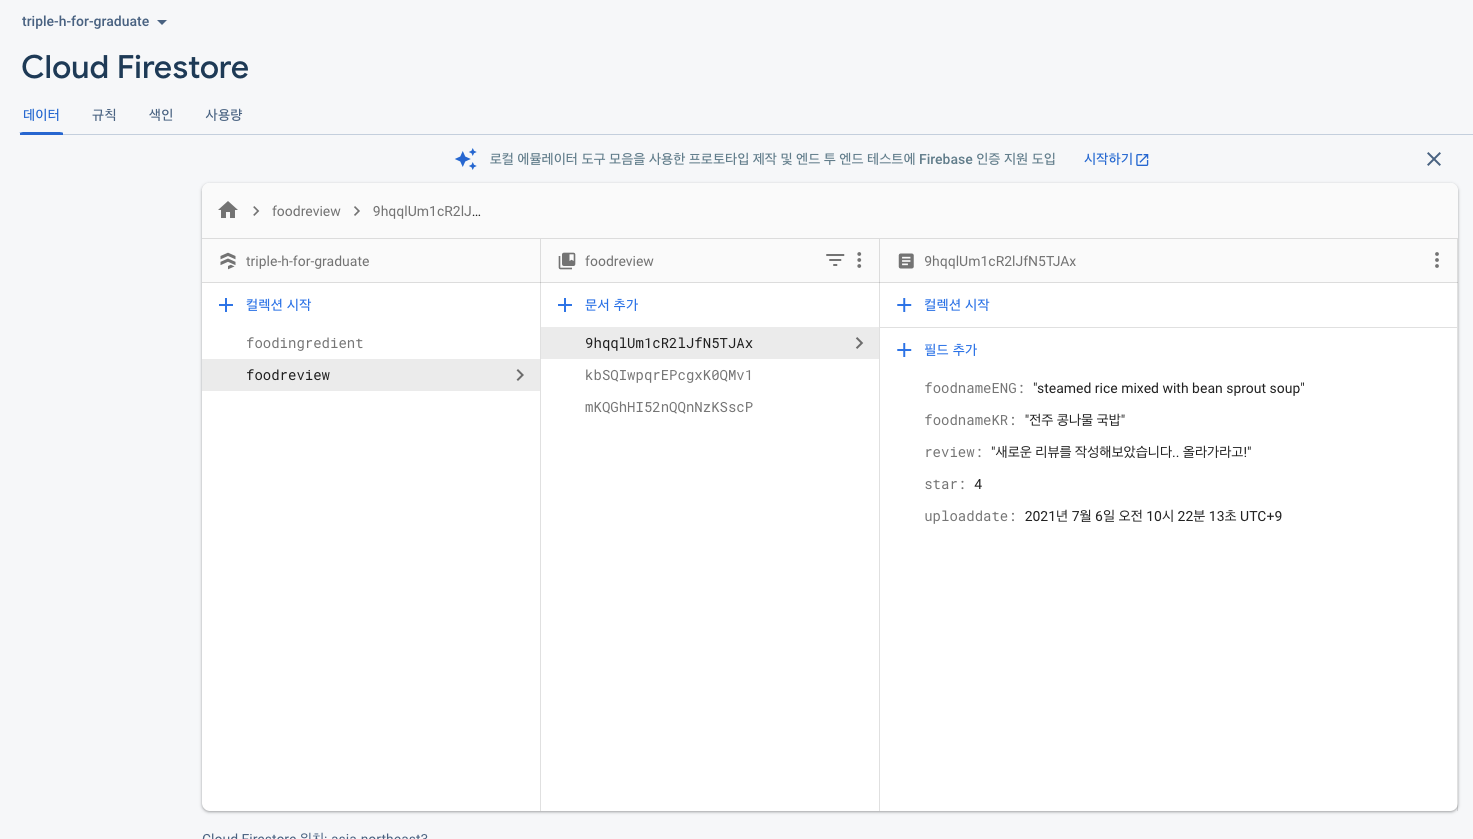 triple-h-for-graduate
Cloud Firestore
데이터 규칙 색인 사용량
로컬 에뮬레이터 도구 모음을 사용한 프로토타입 제작 및 엔드 투 엔드 테스트에 Firebase 인증 지원 도입 시작하기
foodreview 9hqqlUm1cR2lJ...
triple-h-for-graduate
컬렉션 시작
foodingredient
foodreview
foodreview
문서 추가
9hqqlUm1cR2lJfN5TJAx
kbSQIwpqrEPcgxK0QMv1
mKQGhHI52nQQnNzKSscP
9hqqlUm1cR2lJfN5TJAx
컬렉션 시작
필드 추가
foodnameENG: "steamed rice mixed with bean sprout soup"
foodnameKR: "전주 콩나물 국밥"
review: "새로운 리뷰를 작성해보았습니다.. 올라가라고!"
star: 4
uploaddate: 2021년 7월 6일 오전 10시 22분 13초 UTC+9
Cloud Firestore 위치: asia-northeast3